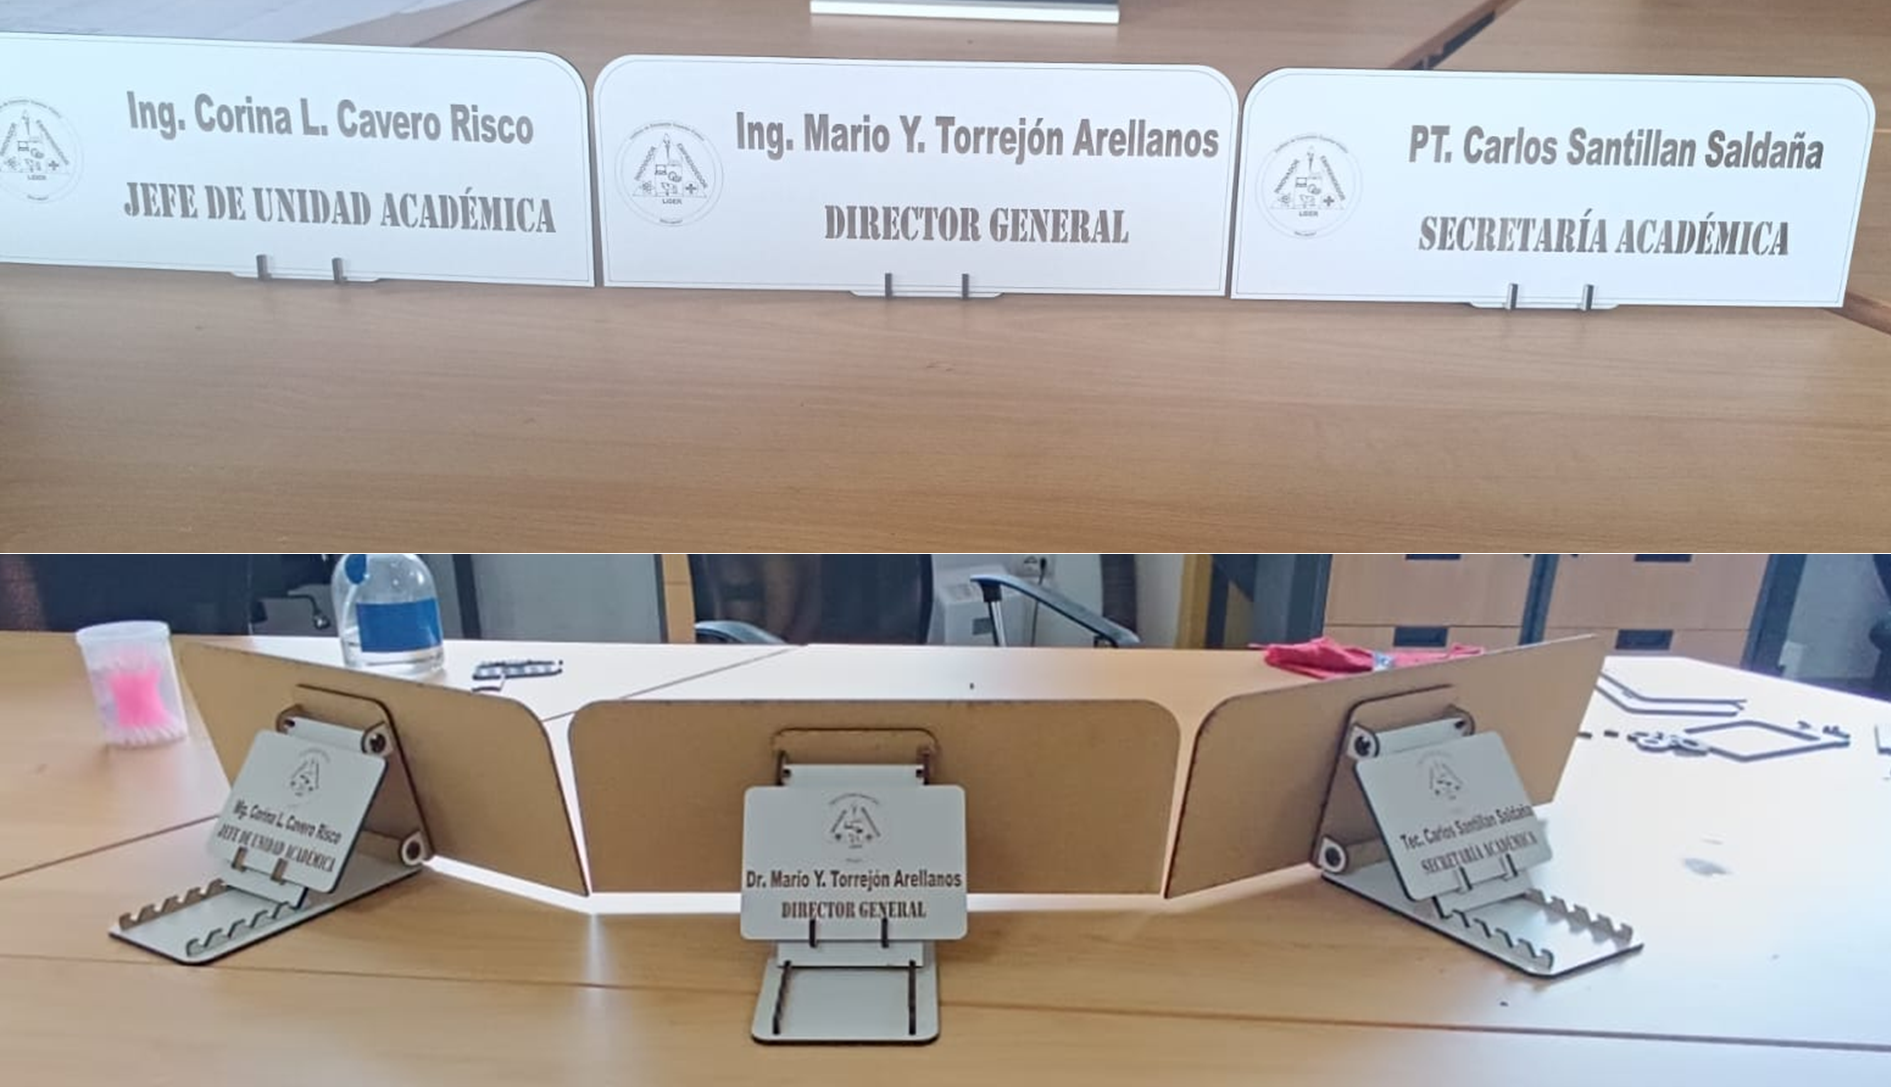 Ing. Corina L. Cavero Risco
JEFE DE UNIDAD ACADÉMICA
Ing. Mario Y. Torrejón Arellanos
DIRECTOR GENERAL
LIDER
PT. Carlos Santillan Saldaña
SECRETARÍA ACADÉMICA
LIDER
Mg. Corina L. Cavero Risco
JEFE DE UNIDAD ACADÉMICA
Dr. Mario Y. Torrejón Arellanos
DIRECTOR GENERAL
Tec. Carlos Santillan Saldaña
SECRETARÍA ACADÉMICA